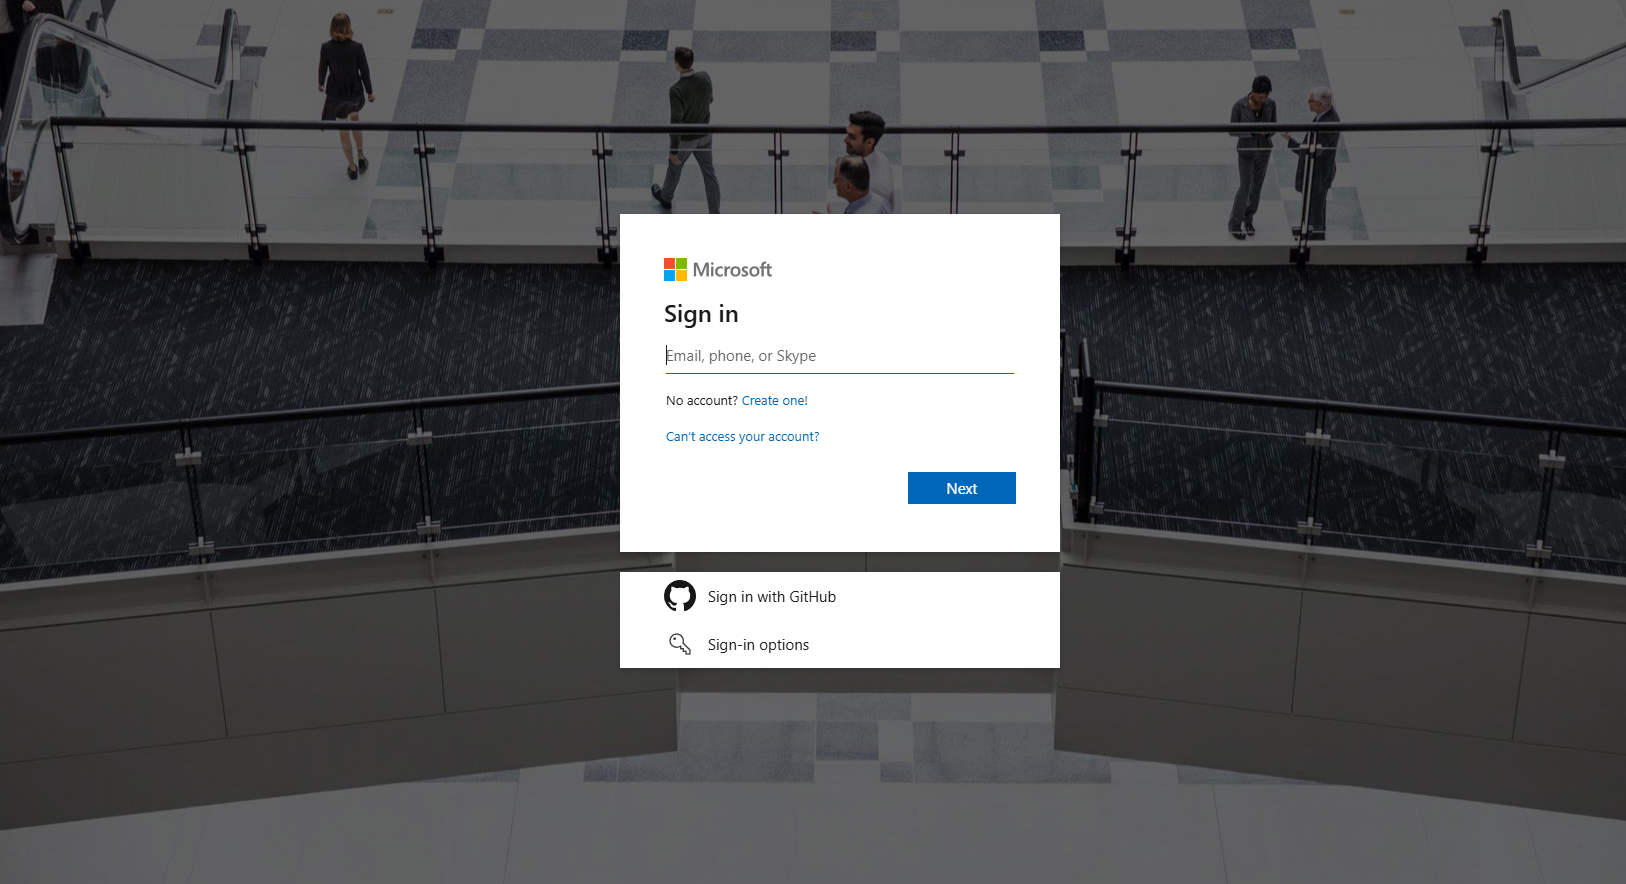 Microsoft
Sign in
Email, phone, or Skype
No account? Create one!
Can't access your account?
Next
Sign in with GitHub
Sign-in options